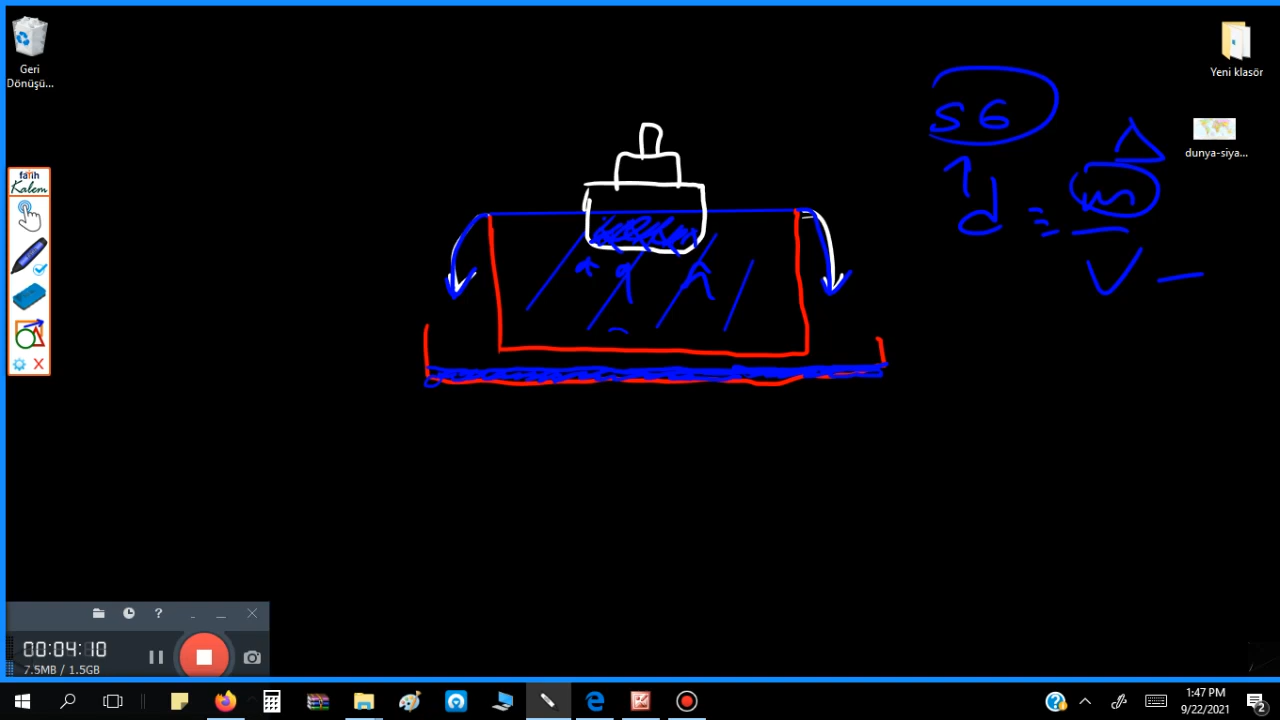 Geri
Dönüşü...
Yeni klasör
dunya-siya...
fatih
Kalem
S G
d = m
V
00:04:10
7.5MB / 1.5GB
1:47 PM
9/22/2021
2